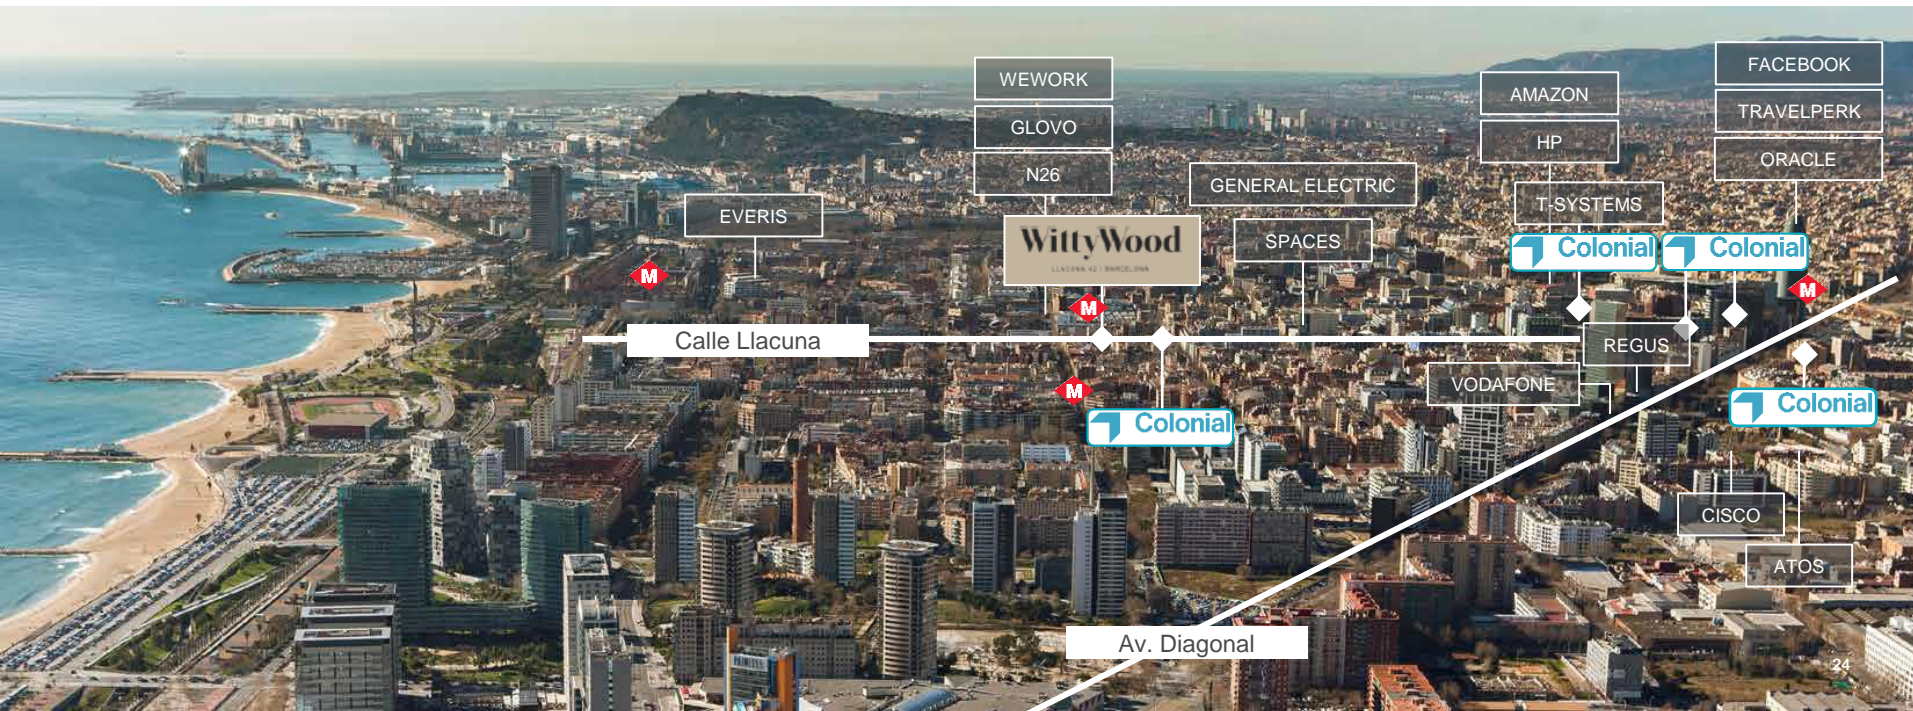 FACEBOOK
WEWORK
AMAZON
TRAVELPERK
GLOVO
HP
ORACLE
N26
GENERAL ELECTRIC
EVERIS
T-SYSTEMS
WittyWood
LLACUNA 42 | BARCELONA
SPACES
Colonial
Colonial
M
M
M
Calle Llacuna
REGUS
VODAFONE
M
Colonial
Colonial
CISCO
ATOS
Av. Diagonal
24